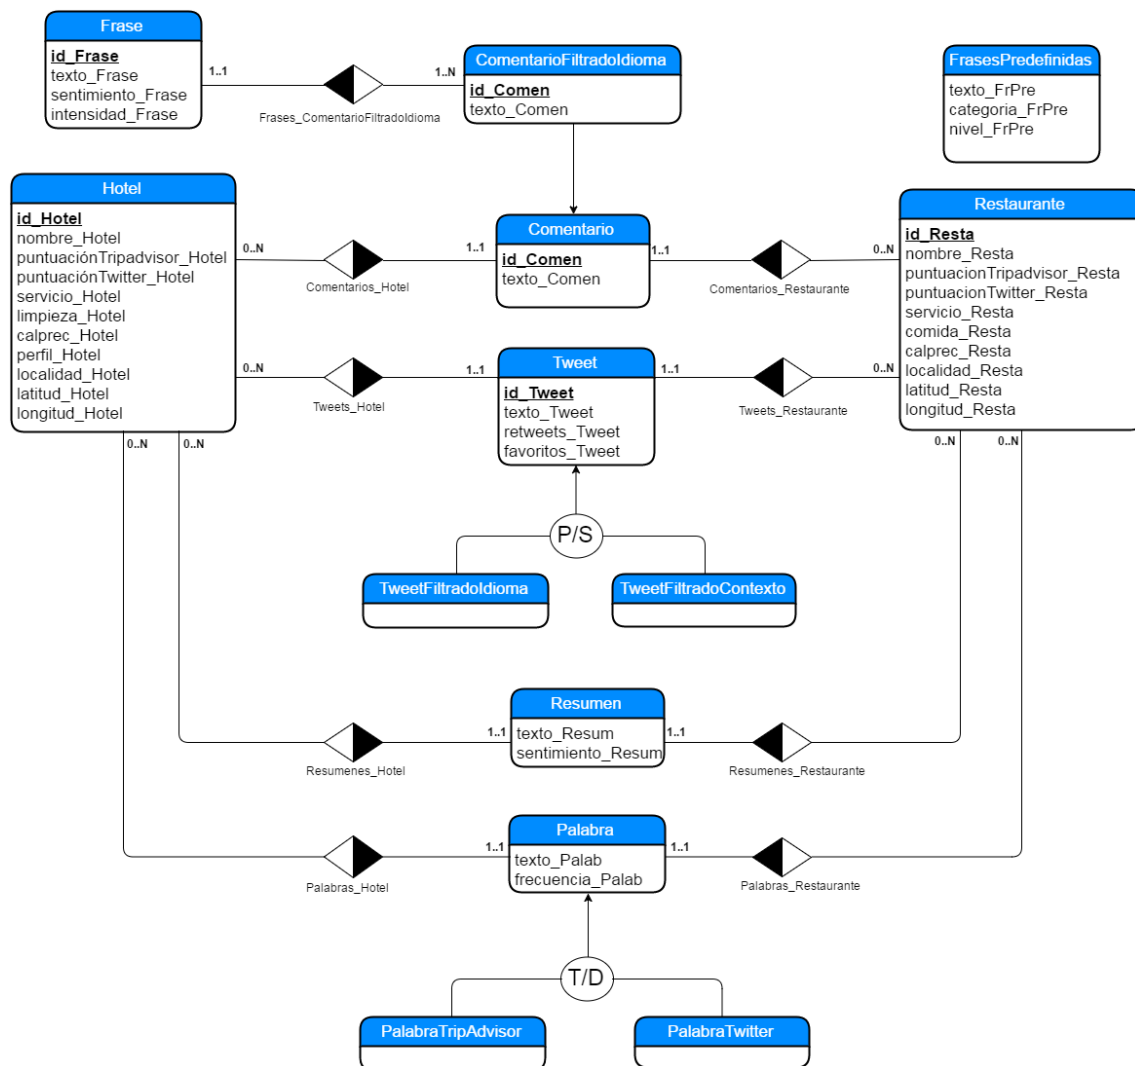 Frase
id_Frase
texto_Frase
sentimiento_Frase
intensidad_Frase
1..1
1..N
Frases_ComentarioFiltradoIdioma
ComentarioFiltradoIdioma
id_Comen
texto_Comen
FrasesPredefinidas
texto_FrPre
categoria_FrPre
nivel_FrPre
Hotel
id_Hotel
nombre_Hotel
puntuaciónTripadvisor_Hotel
puntuaciónTwitter_Hotel
servicio_Hotel
limpieza_Hotel
calprec_Hotel
perfil_Hotel
localidad_Hotel
latitud_Hotel
longitud_Hotel
0..N
1..1
Comentarios_Hotel
Comentario
id_Comen
texto_Comen
1..1
0..N
Comentarios_Restaurante
Restaurante
id_Resta
nombre_Resta
puntuacionTripadvisor_Resta
puntuacionTwitter_Resta
servicio_Resta
comida_Resta
calprec_Resta
localidad_Resta
latitud_Resta
longitud_Resta
0..N
1..1
Tweets_Hotel
Tweet
id_Tweet
texto_Tweet
retweets_Tweet
favoritos_Tweet
1..1
0..N
Tweets_Restaurante
0..N
0..N
0..N
0..N
P/S
TweetFiltradoIdioma
TweetFiltradoContexto
1..1
Resumenes_Hotel
Resumen
texto_Resum
sentimiento_Resum
1..1
Resumenes_Restaurante
1..1
Palabras_Hotel
Palabra
texto_Palab
frecuencia_Palab
1..1
Palabras_Restaurante
T/D
PalabraTripAdvisor
PalabraTwitter